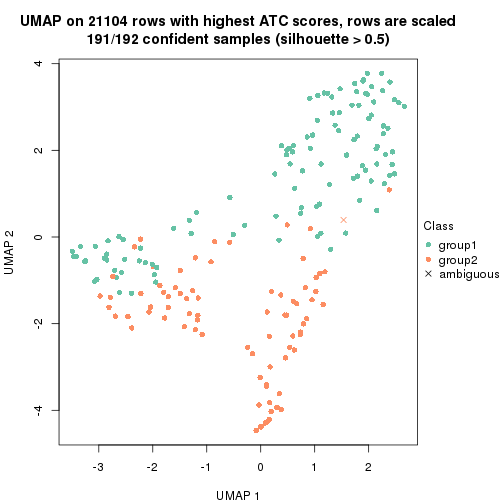 UMAP on 21104 rows with highest ATC scores, rows are scaled
191/192 confident samples (silhouette > 0.5)
4
2
0
-2
-4
UMAP 2
-3
-2
-1
0
1
2
UMAP 1
Class
group1
group2
ambiguous